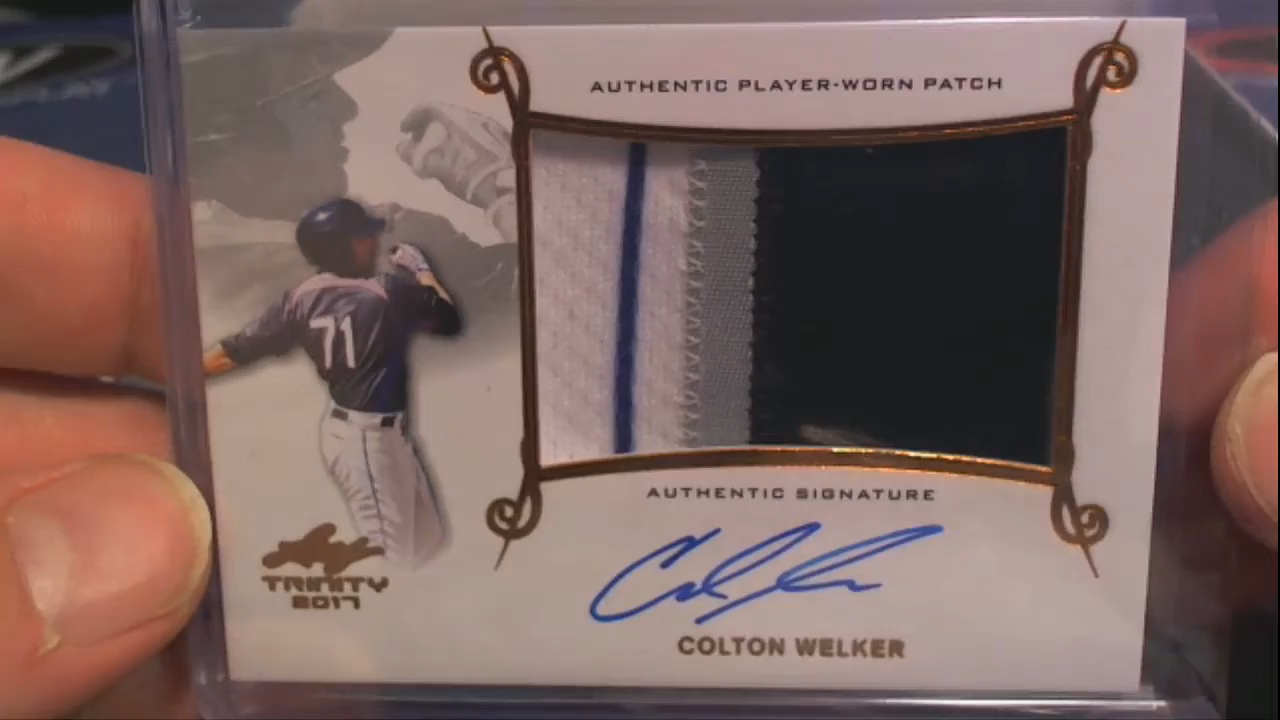 AUTHENTIC PLAYER-WORN PATCH
71
AUTHENTIC SIGNATURE
TRINITY
2017
COLTON WELKER